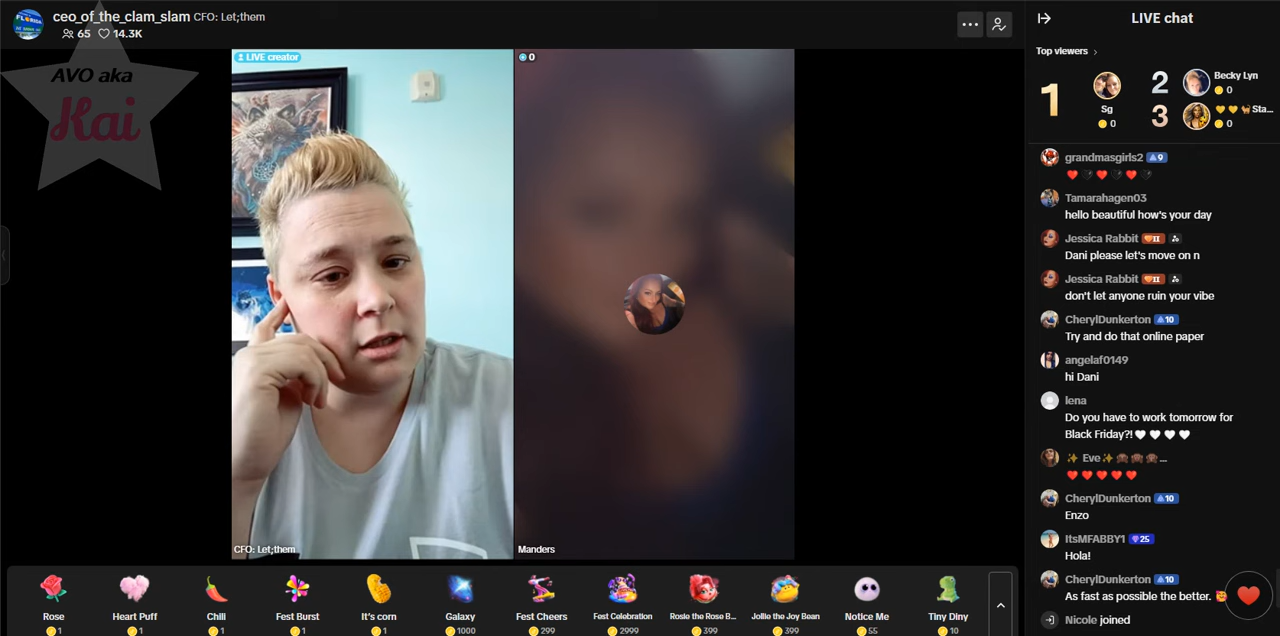 ceo_of_the_clam_slam CFO: Let;them
65 14.3K
AVO aka
Kai
FLORIDA
LIVE creator
0
CFO: Let;them
Manders
Rose
1
Heart Puff
1
Chili
1
Fest Burst
1
It's corn
1
Galaxy
1000
Fest Cheers
299
Fest Celebration
2999
Rosie the Rose B...
399
Jollie the Joy Bean
399
Notice Me
55
Tiny Diny
10
LIVE chat
Top viewers
1
Sg
0
2
Becky Lyn
0
3
Sta...
0
grandmasgirls2 9
Tamarahagen03
hello beautiful how's your day
Jessica Rabbit II
Dani please let's move on n
Jessica Rabbit II
don't let anyone ruin your vibe
CherylDunkerton 10
Try and do that online paper
angelaf0149
hi Dani
lena
Do you have to work tomorrow for
Black Friday?!🤍🤍🤍🤍
✨ Eve✨🙈🙈🙈...
❤️❤️❤️❤️❤️
CherylDunkerton 10
Enzo
ItsMFABBY1 25
Hola!
CherylDunkerton 10
As fast as possible the better. 🥰
Nicole joined